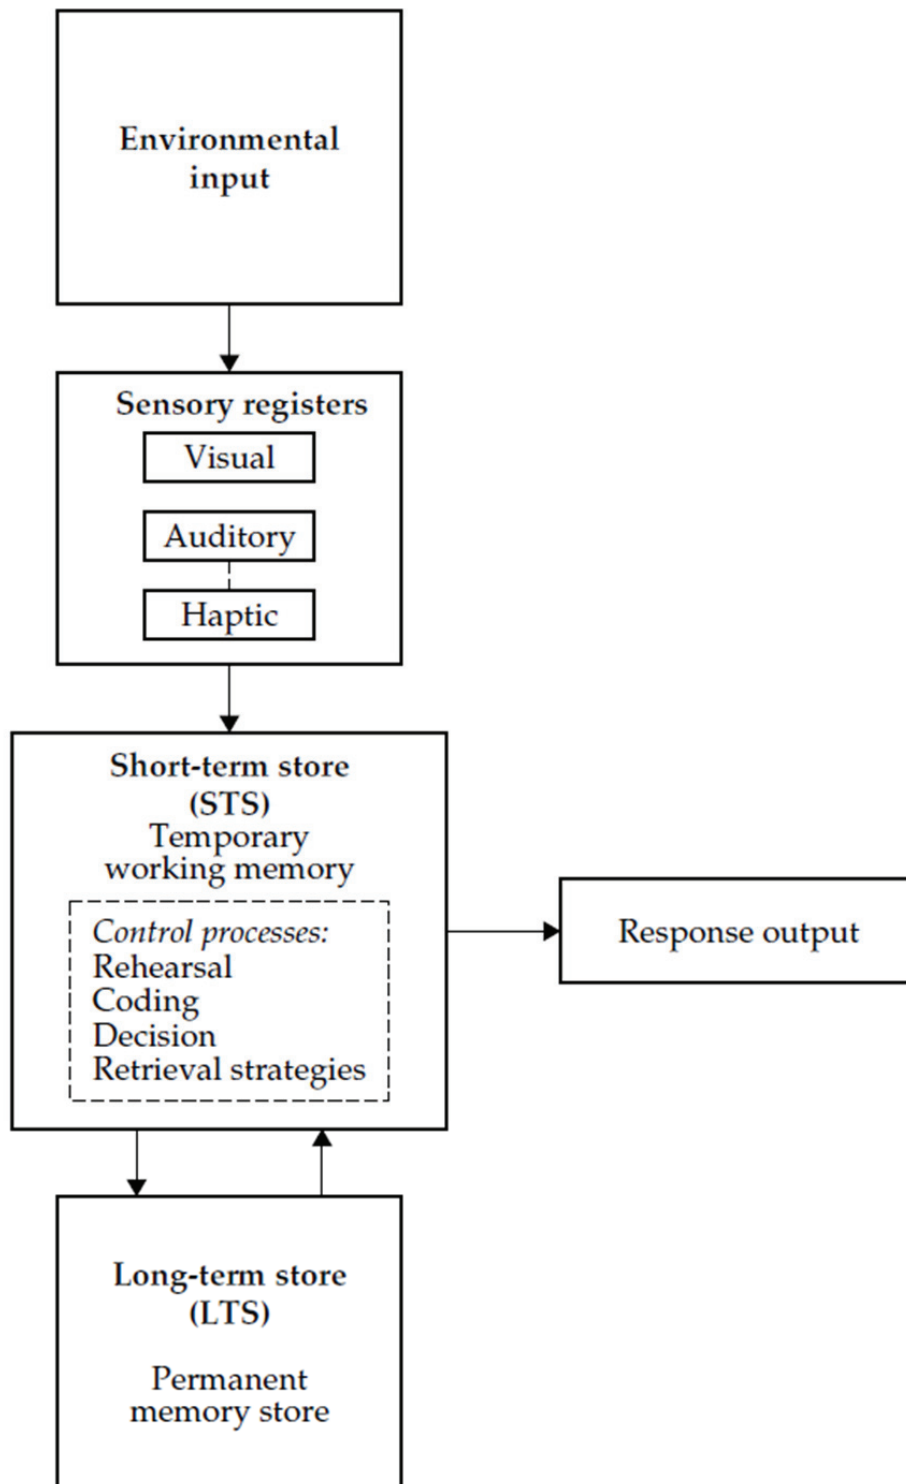 Environmental
input
Sensory registers
Visual
Auditory
Haptic
Short-term store
(STS)
Temporary
working memory
Control processes:
Rehearsal
Coding
Decision
Retrieval strategies
Response output
Long-term store
(LTS)
Permanent
memory store